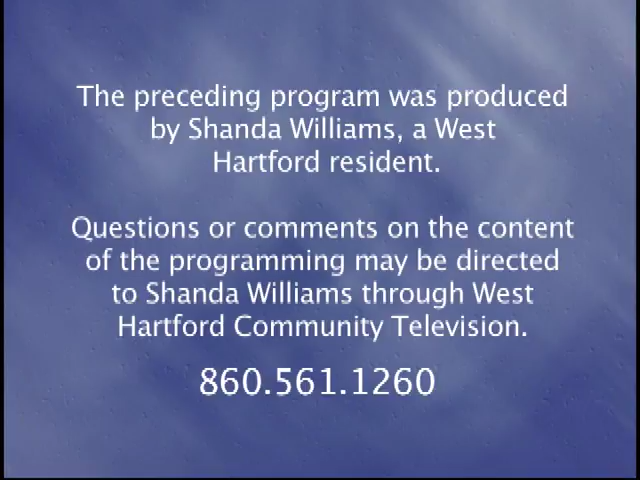 The preceding program was produced
by Shanda Williams, a West
Hartford resident.
Questions or comments on the content
of the programming may be directed
to Shanda Williams through West
Hartford Community Television.
860.561.1260